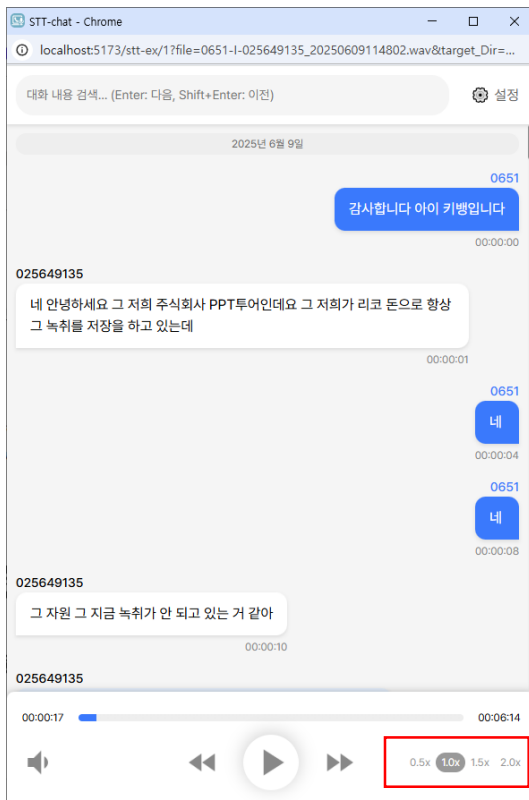 STT-chat - Chrome
localhost:5173/stt-ex/1?file=0651-I-025649135_20250609114802.wav&target_Dir=...
대화 내용 검색... (Enter: 다음, Shift+Enter: 이전)
설정
2025년 6월 9일
0651
감사합니다 아이 키뱅입니다
00:00:00
025649135
네 안녕하세요 그 저희 주식회사 PPT투어인데요 그 저희가 리코 돈으로 항상
그 녹취를 저장을 하고 있는데
00:00:01
0651
네
00:00:04
0651
네
00:00:08
025649135
그 자원 그 지금 녹취가 안 되고 있는 거 같아
00:00:10
025649135
00:00:17
00:06:14
0.5x 1.0x 1.5x 2.0x